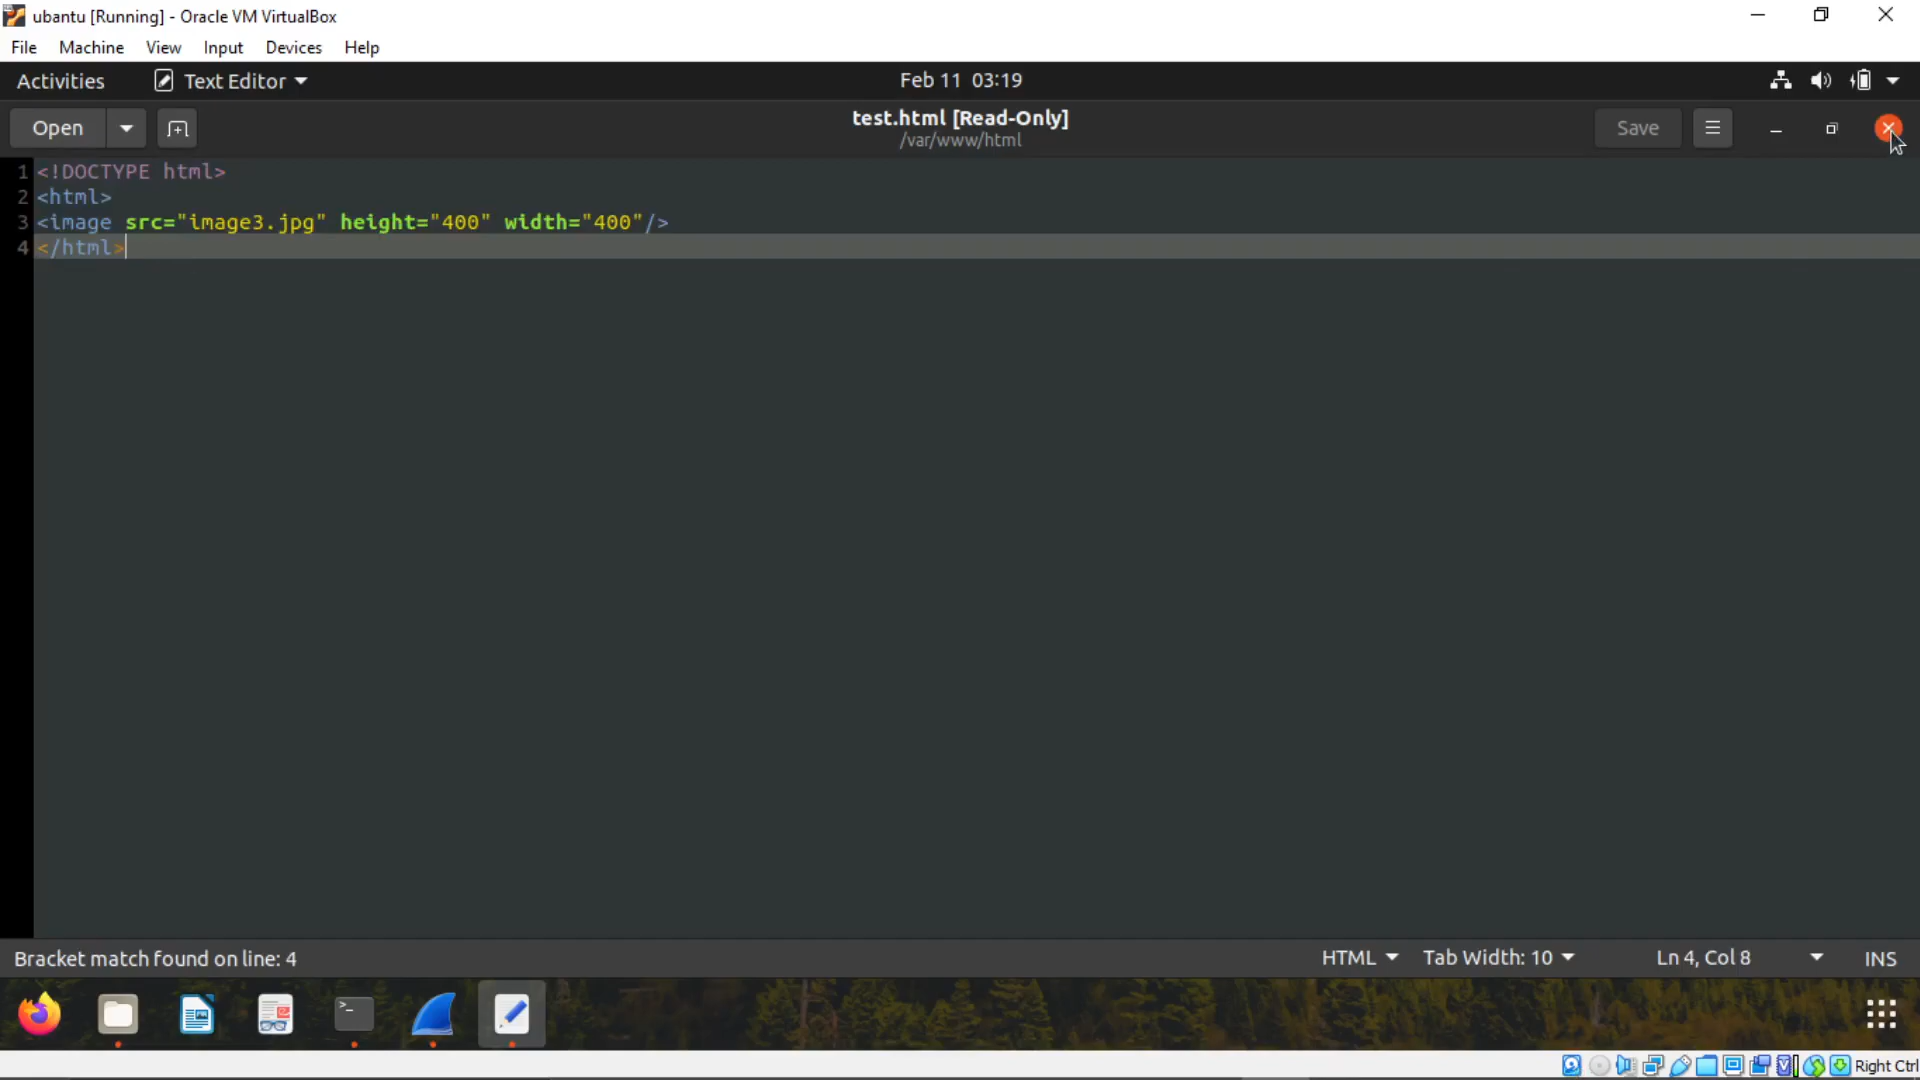 ubantu [Running] - Oracle VM VirtualBox
File Machine View Input Devices Help
Activities Text Editor Feb 11 03:19
Open test.html [Read-Only] Save
/var/www/html
1 <!DOCTYPE html>
2 <html>
3 <image src="image3.jpg" height="400" width="400"/>
4 </html>
Bracket match found on line: 4 HTML Tab Width: 10 Ln 4, Col 8 INS
Right Ctrl